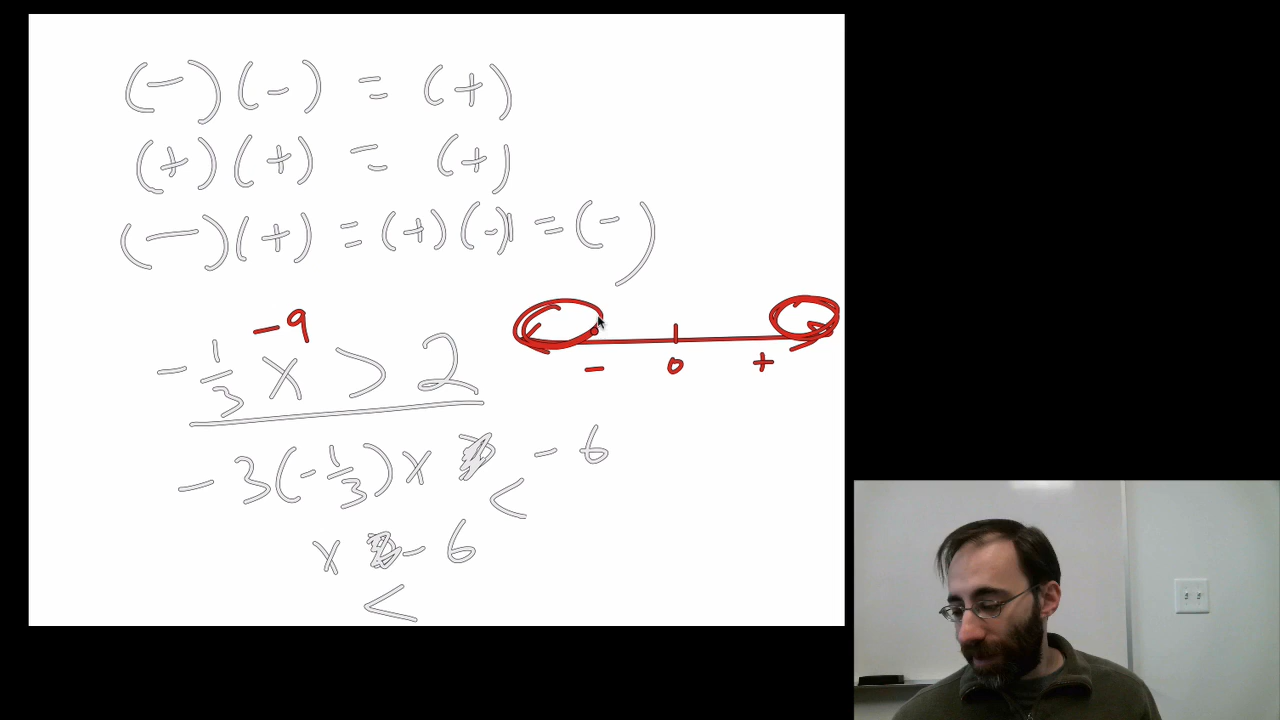 (-)(-) = (+)
(+)(+) = (+)
(-)(+) = (+)(-) = (-)
-9
- 1/3 x > 2
- 0 +
-3(-1/3)x < -6
x < -6